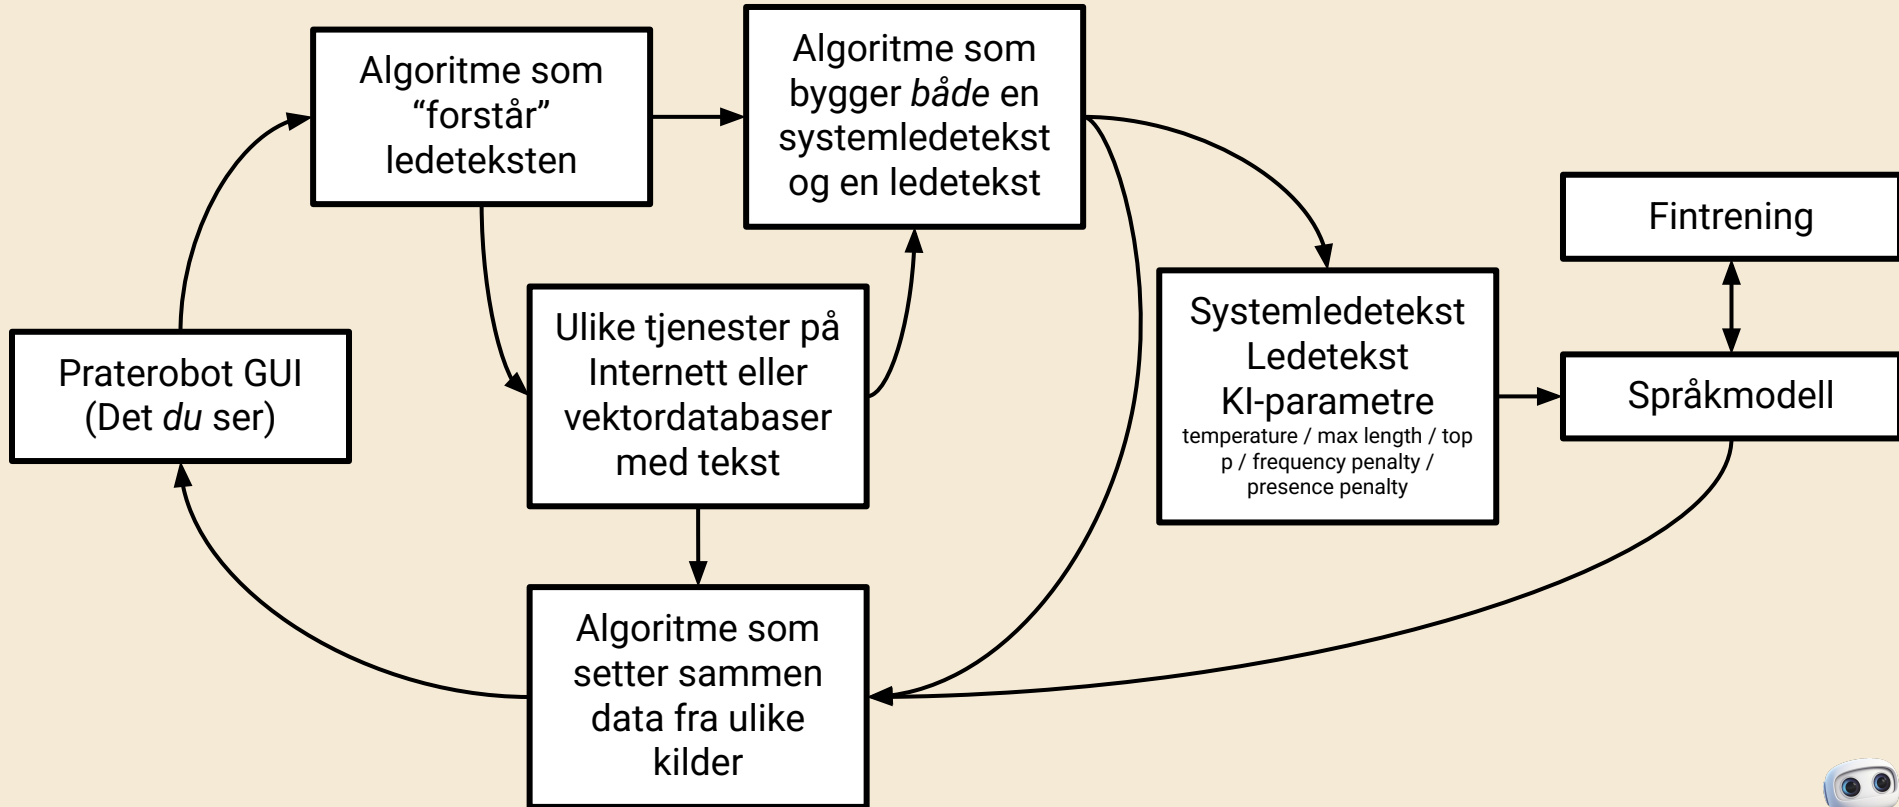 Algoritme som
“forstår”
ledeteksten
Algoritme som
bygger både en
systemledetekst
og en ledetekst
Praterobot GUI
(Det du ser)
Ulike tjenester på
Internett eller
vektordatabaser
med tekst
Systemledetekst
Ledetekst
KI-parametre
temperature / max length / top
p / frequency penalty /
presence penalty
Fintrening
Språkmodell
Algoritme som
setter sammen
data fra ulike
kilder